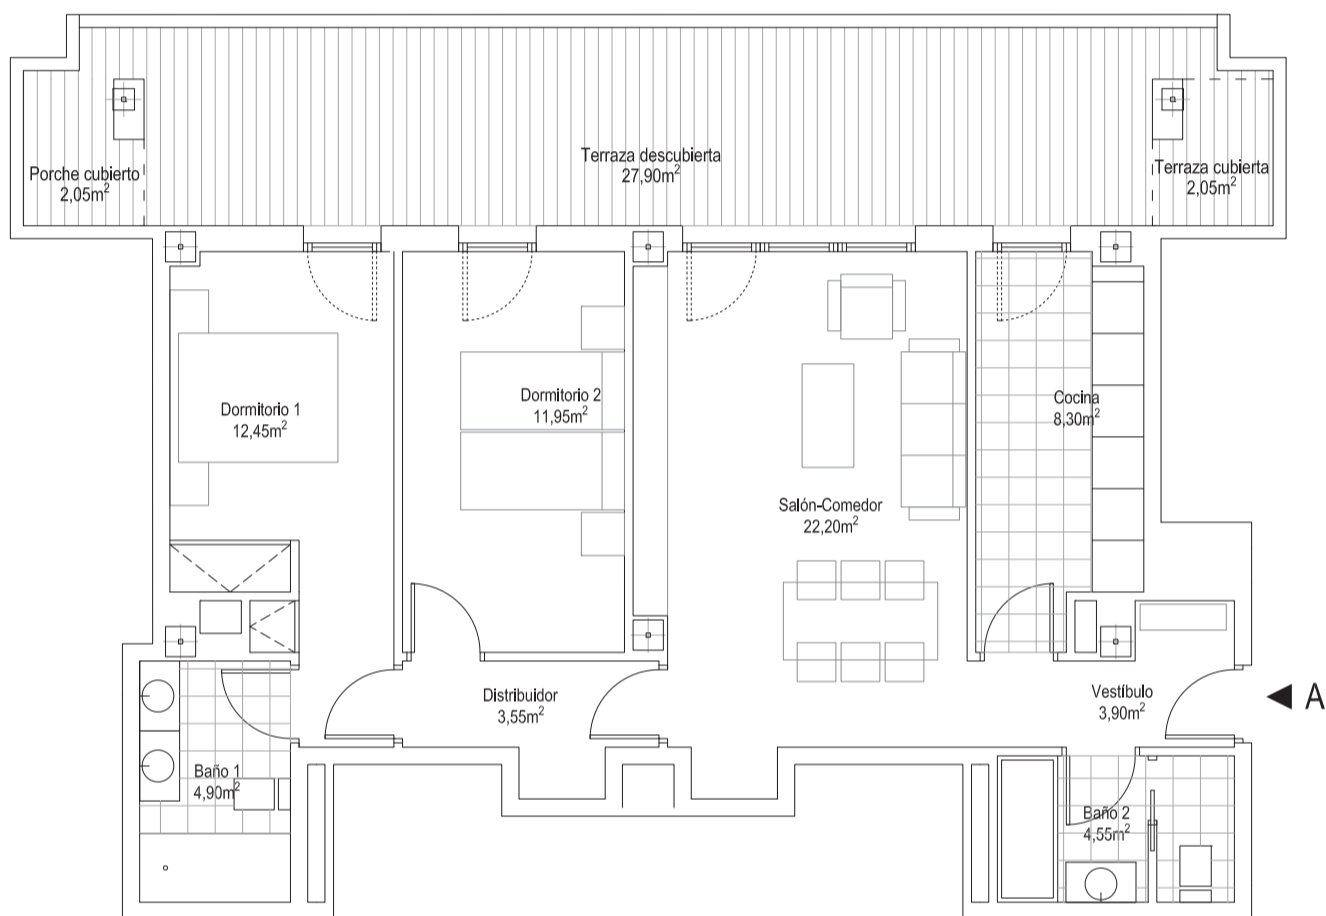 Terraza descubierta
27,90m²
Porche cubierto
2,05m²
Terraza cubierta
2,05m²
Dormitorio 1
12,45m²
Dormitorio 2
11,95m²
Cocina
8,30m²
Salón-Comedor
22,20m²
Distribuidor
3,55m²
Vestíbulo
3,90m²
A
Baño 1
4,90m²
Baño 2
4,55m²